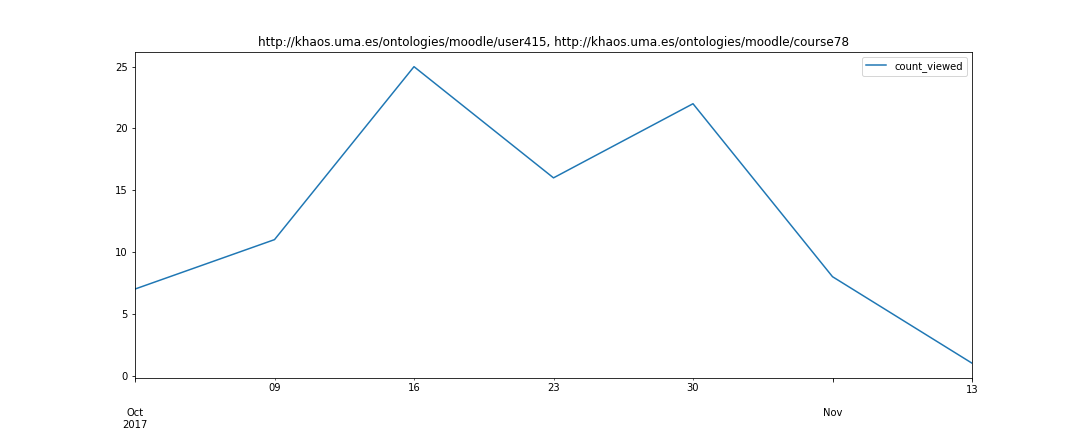 http://khaos.uma.es/ontologies/moodle/user415, http://khaos.uma.es/ontologies/moodle/course78
count_viewed
25
20
15
10
5
0
09 16 23 30 13
Oct Nov
2017